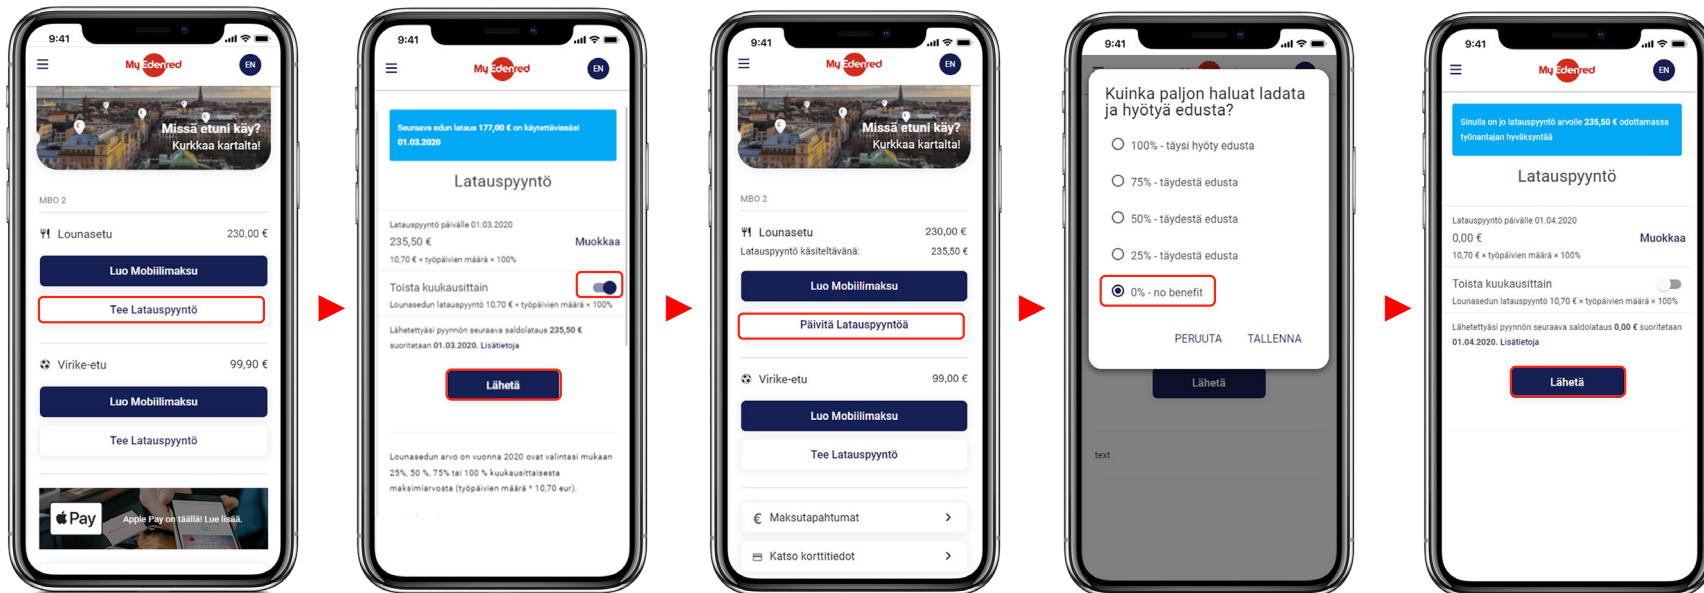 9:41
My Edenred
EN
Missä etuni käy?
Kurkkaa kartalta!
MBO 2
Lounasetu 230,00 €
Luo Mobiilimaksu
Tee Latauspyyntö
Virike-etu 99,90 €
Luo Mobiilimaksu
Tee Latauspyyntö
Pay
Apple Pay on täällä! Lue lisää.
9:41
My Edenred
EN
Seuraava edun lataus 177,00 € on käytettävissäsi
01.03.2020
Latauspyyntö
Latauspyyntö päivälle 01.03.2020
235,50 € Muokkaa
10,70 € × työpäivien määrä × 100%
Toista kuukausittain
Lounasedun latauspyyntö 10,70 € × työpäivien määrä × 100%
Lähetettyäsi pyynnön seuraava saldolataus 235,50 €
suoritetaan 01.03.2020. Lisätietoja
Lähetä
Lounasedun arvo on vuonna 2020 ovat valintasi mukaan
25%, 50 %, 75% tai 100 % kuukausittaisesta
maksimiarvosta (työpäivien määrä * 10,70 eur).
9:41
My Edenred
EN
Missä etuni käy?
Kurkkaa kartalta!
MBO 2
Lounasetu 230,00 €
Latauspyyntö käsiteltävänä: 235,50 €
Luo Mobiilimaksu
Päivitä Latauspyyntöä
Virike-etu 99,00 €
Luo Mobiilimaksu
Tee Latauspyyntö
€ Maksutapahtumat
Katso korttitiedot
9:41
Kuinka paljon haluat ladata
ja hyötyä edusta?
100% - täysi hyöty edusta
75% - täydestä edusta
50% - täydestä edusta
25% - täydestä edusta
0% - no benefit
PERUUTA TALLENNA
Lähetä
text
9:41
My Edenred
EN
Sinulla on jo latauspyyntö arvolle 235,50 € odottamassa
työnantajan hyväksyntää
Latauspyyntö
Latauspyyntö päivälle 01.04.2020
0,00 € Muokkaa
10,70 € × työpäivien määrä × 100%
Toista kuukausittain
Lounasedun latauspyyntö 10,70 € × työpäivien määrä × 100%
Lähetettyäsi pyynnön seuraava saldolataus 0,00 € suoritetaan
01.04.2020. Lisätietoja
Lähetä